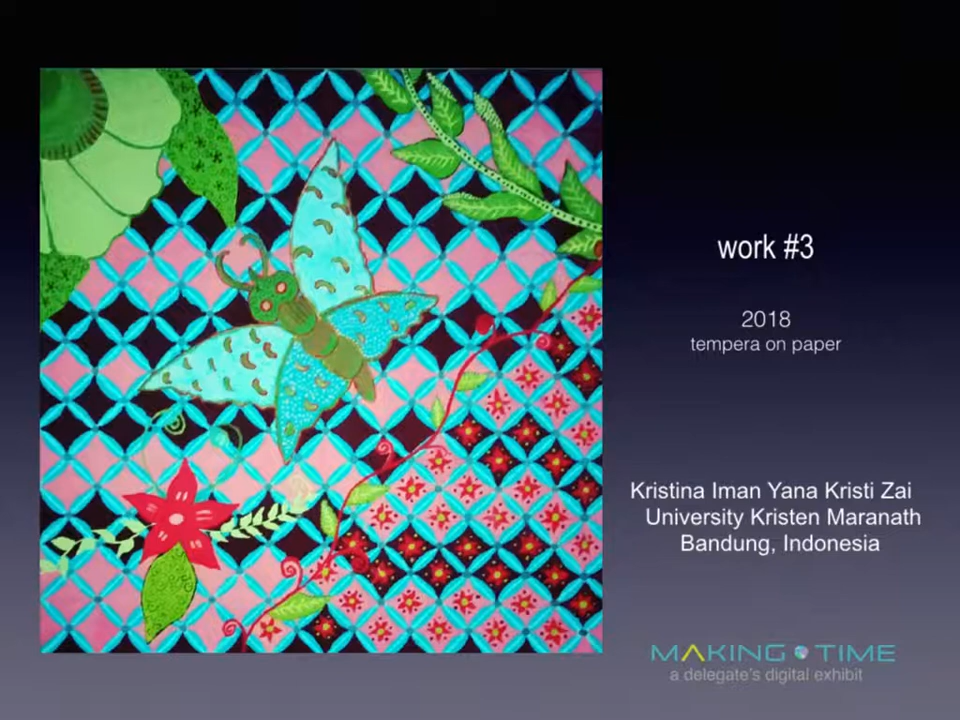 work #3
2018
tempera on paper
Kristina Iman Yana Kristi Zai
University Kristen Maranath
Bandung, Indonesia
MAKING TIME
a delegate's digital exhibit